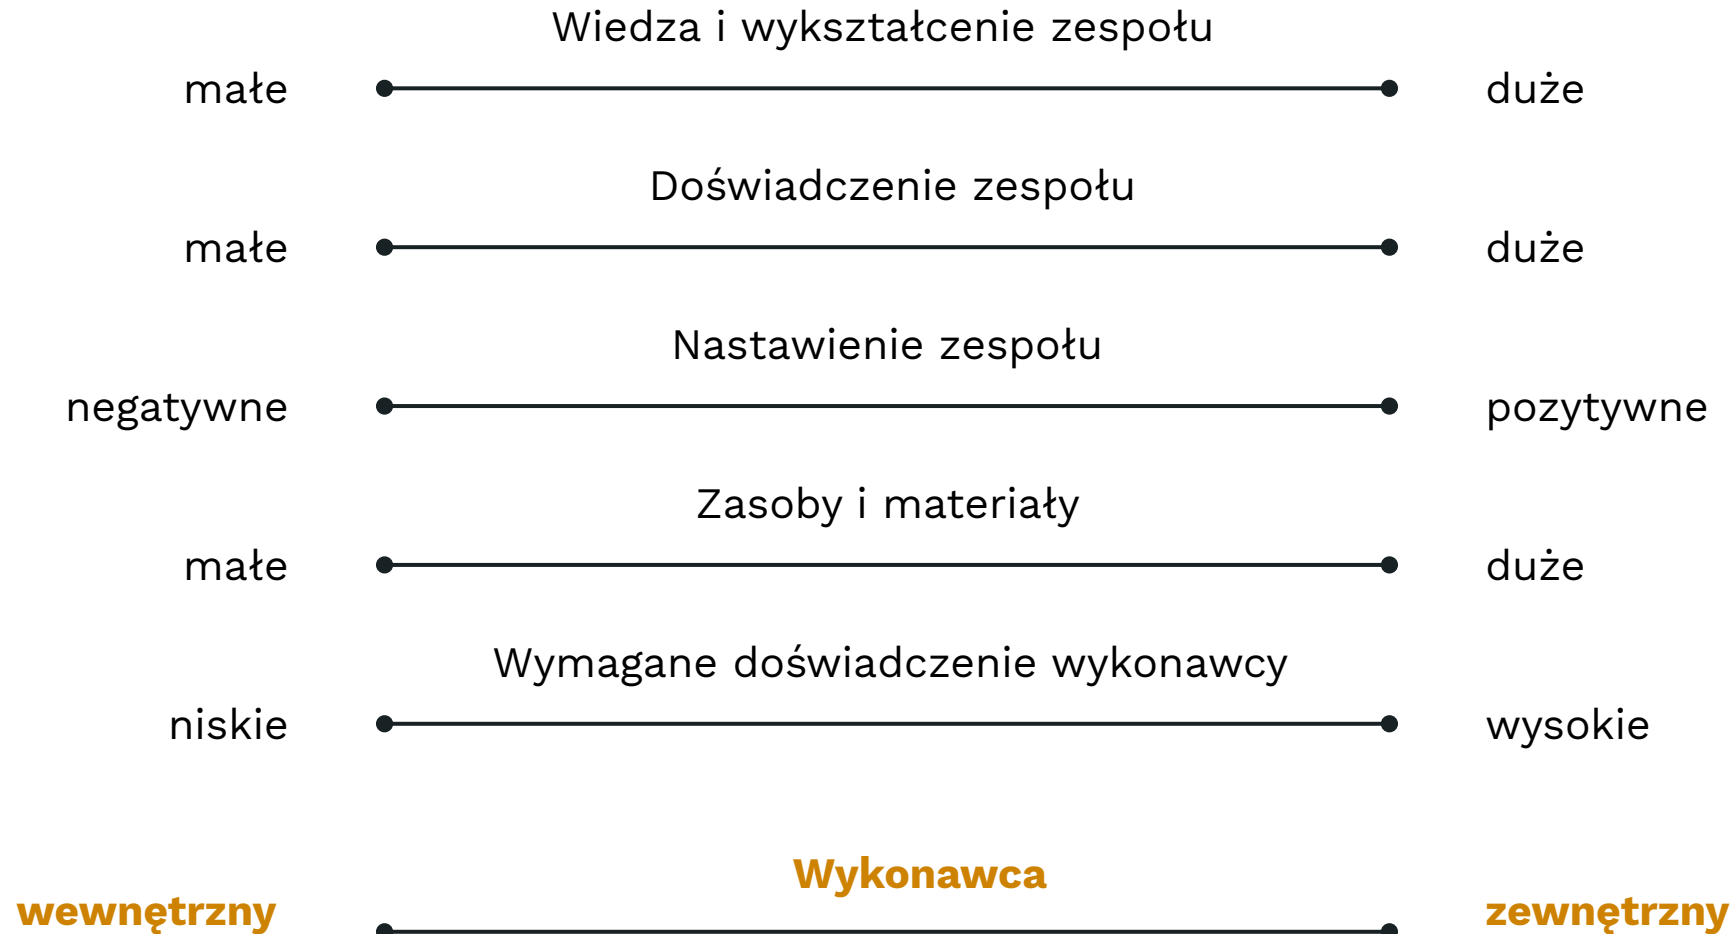 Wiedza i wykształcenie zespołu
małe duże
Doświadczenie zespołu
małe duże
Nastawienie zespołu
negatywne pozytywne
Zasoby i materiały
małe duże
Wymagane doświadczenie wykonawcy
niskie wysokie
Wykonawca
wewnętrzny zewnętrzny